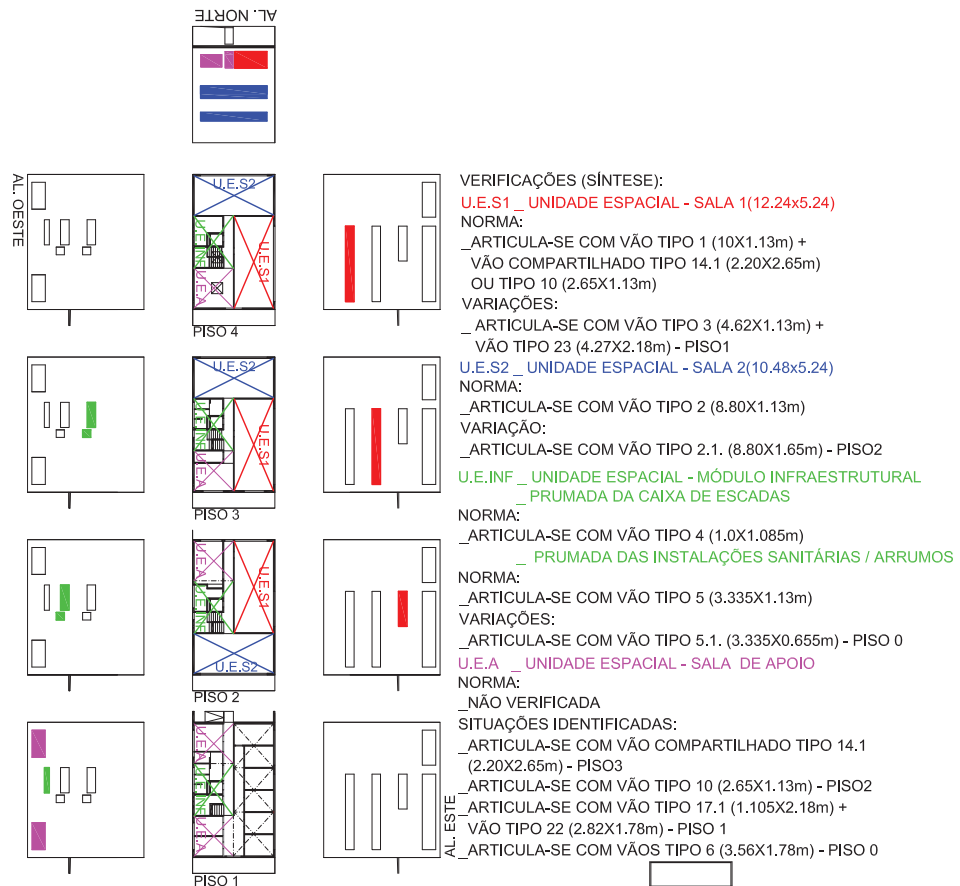 AL. NORTE
AL. OESTE
U.E.S2
U.E.INF
U.E.A
U.E.S1
PISO 4
U.E.S2
U.E.INF
U.E.A
U.E.S1
PISO 3
U.E.A
U.E.INF
U.E.S1
U.E.S2
PISO 2
U.E.A
U.E.INF
U.E.A
PISO 1
AL. ESTE
VERIFICAÇÕES (SÍNTESE):
U.E.S1 _ UNIDADE ESPACIAL - SALA 1(12.24x5.24)
NORMA:
_ARTICULA-SE COM VÃO TIPO 1 (10X1.13m) +
VÃO COMPARTILHADO TIPO 14.1 (2.20X2.65m)
OU TIPO 10 (2.65X1.13m)
VARIAÇÕES:
_ ARTICULA-SE COM VÃO TIPO 3 (4.62X1.13m) +
VÃO TIPO 23 (4.27X2.18m) - PISO1
U.E.S2 _ UNIDADE ESPACIAL - SALA 2(10.48x5.24)
NORMA:
_ARTICULA-SE COM VÃO TIPO 2 (8.80X1.13m)
VARIAÇÃO:
_ARTICULA-SE COM VÃO TIPO 2.1. (8.80X1.65m) - PISO2
U.E.INF _ UNIDADE ESPACIAL - MÓDULO INFRAESTRUTURAL
_ PRUMADA DA CAIXA DE ESCADAS
NORMA:
_ARTICULA-SE COM VÃO TIPO 4 (1.0X1.085m)
_ PRUMADA DAS INSTALAÇÕES SANITÁRIAS / ARRUMOS
NORMA:
_ARTICULA-SE COM VÃO TIPO 5 (3.335X1.13m)
VARIAÇÕES:
_ARTICULA-SE COM VÃO TIPO 5.1. (3.335X0.655m) - PISO 0
U.E.A _ UNIDADE ESPACIAL - SALA DE APOIO
NORMA:
_NÃO VERIFICADA
SITUAÇÕES IDENTIFICADAS:
_ARTICULA-SE COM VÃO COMPARTILHADO TIPO 14.1
(2.20X2.65m) - PISO3
_ARTICULA-SE COM VÃO TIPO 10 (2.65X1.13m) - PISO2
_ARTICULA-SE COM VÃO TIPO 17.1 (1.105X2.18m) +
VÃO TIPO 22 (2.82X1.78m) - PISO 1
_ARTICULA-SE COM VÃOS TIPO 6 (3.56X1.78m) - PISO 0